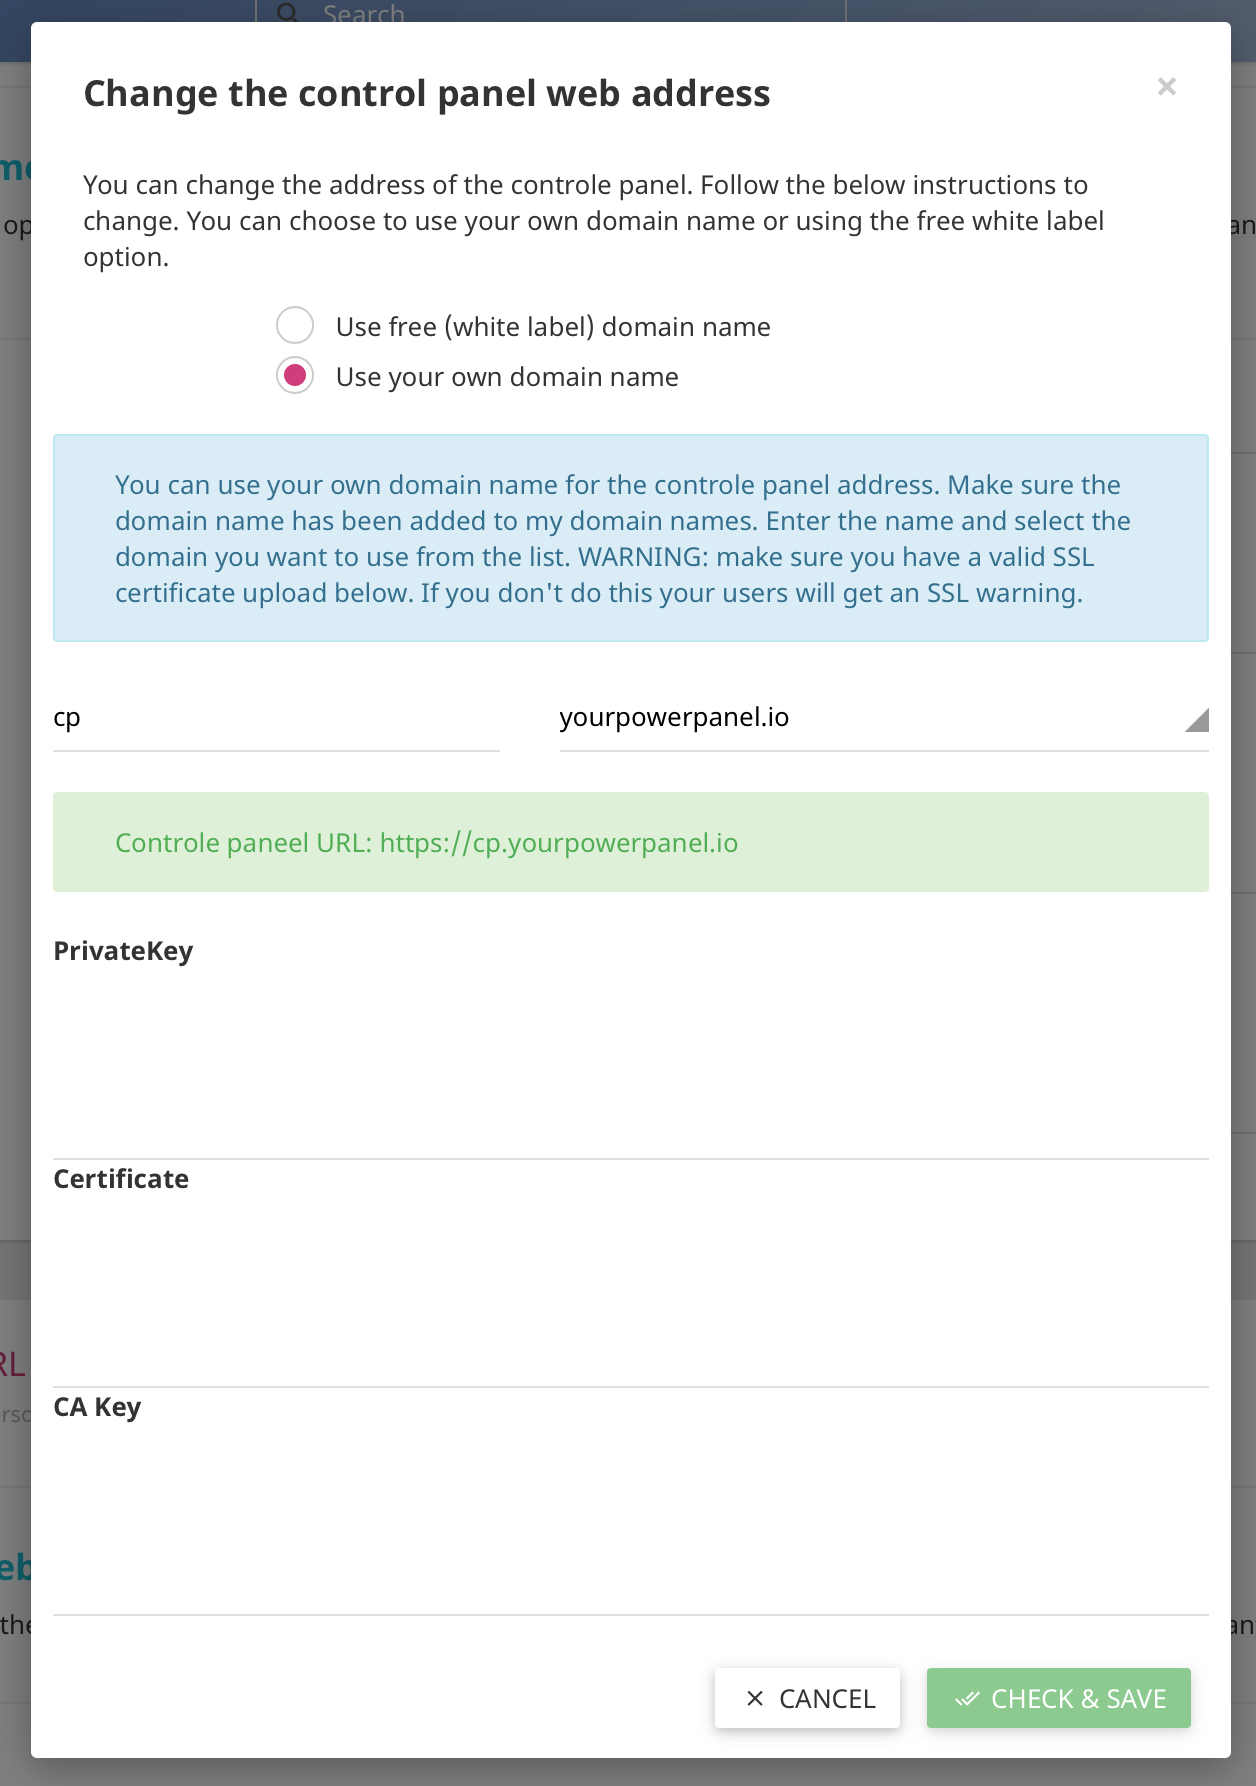 Search
Change the control panel web address
×
You can change the address of the controle panel. Follow the below instructions to
change. You can choose to use your own domain name or using the free white label
option.
Use free (white label) domain name
Use your own domain name
You can use your own domain name for the controle panel address. Make sure the
domain name has been added to my domain names. Enter the name and select the
domain you want to use from the list. WARNING: make sure you have a valid SSL
certificate upload below. If you don't do this your users will get an SSL warning.
cp
yourpowerpanel.io
Controle paneel URL: https://cp.yourpowerpanel.io
PrivateKey
Certificate
CA Key
CANCEL
CHECK & SAVE